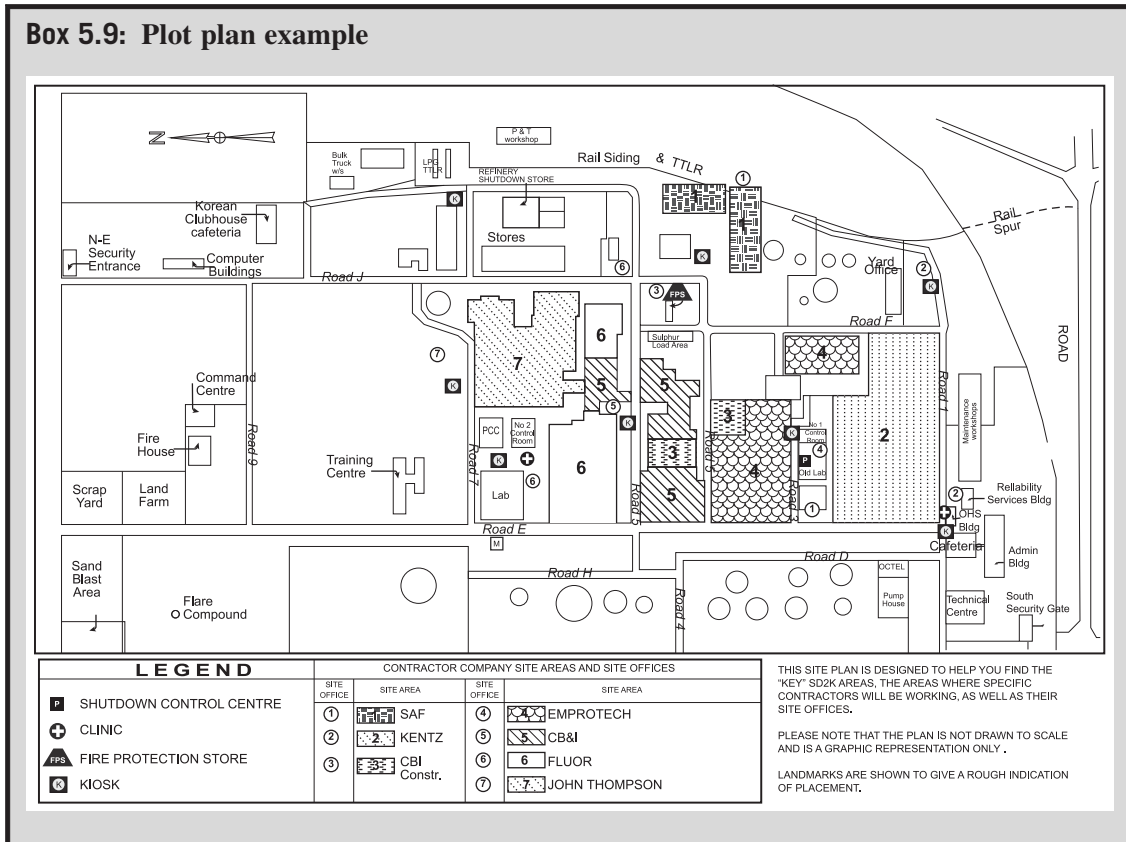 Box 5.9: Plot plan example
N
P & T
workshop
Rail Siding & TTLR
Bulk
Truck
w/s
LPG
TTLR
REFINERY
SHUTDOWN STORE
1
1
1
K
Korean
Clubhouse
cafeteria
Rail
Spur
N-E
Security
Entrance
Computer
Buildings
Stores
6
K
Yard
Office
2
K
Road J
3
FPS
Road F
ROAD
Sulphur
Load Area
7
7
6
5
5
4
K
Command
Centre
5
K
3
K
No 1
Control
Room
2
Road 1
Maintenance
workshops
PCC
No 2
Control
Room
4
Fire
House
Road 9
Training
Centre
Road 7
K
6
6
3
Road 5
4
P
Old Lab
Scrap
Yard
Land
Farm
Lab
Road 5
5
Road 3
1
2
Reliability
Services Bldg
OHS
Bldg
K
Road E
M
Cafeteria
Road D
Admin
Bldg
Sand
Blast
Area
Road H
OCTEL
Flare
Compound
Road 4
Pump
House
Technical
Centre
South
Security Gate
LEGEND
P SHUTDOWN CONTROL CENTRE
CLINIC
FPS FIRE PROTECTION STORE
K KIOSK
CONTRACTOR COMPANY SITE AREAS AND SITE OFFICES
SITE OFFICE SITE AREA SITE OFFICE SITE AREA
1 1 SAF 4 4 EMPROTECH
2 2 KENTZ 5 5 CB&I
3 3 CBI Constr. 6 6 FLUOR
7 7 JOHN THOMPSON
THIS SITE PLAN IS DESIGNED TO HELP YOU FIND THE
"KEY" SD2K AREAS, THE AREAS WHERE SPECIFIC
CONTRACTORS WILL BE WORKING, AS WELL AS THEIR
SITE OFFICES.
PLEASE NOTE THAT THE PLAN IS NOT DRAWN TO SCALE
AND IS A GRAPHIC REPRESENTATION ONLY .
LANDMARKS ARE SHOWN TO GIVE A ROUGH INDICATION
OF PLACEMENT.